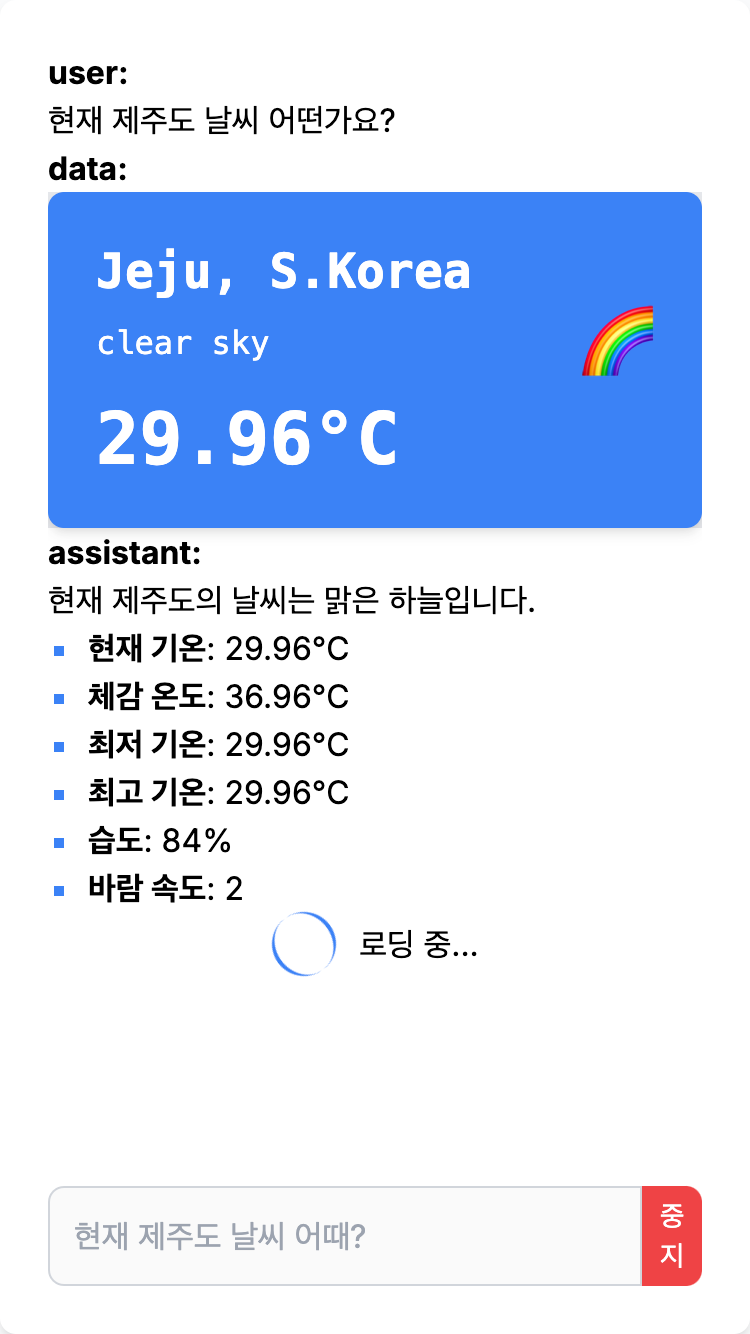 user:
현재 제주도 날씨 어떤가요?
data:
Jeju, S.Korea
clear sky
29.96°C
assistant:
현재 제주도의 날씨는 맑은 하늘입니다.
현재 기온: 29.96°C
체감 온도: 36.96°C
최저 기온: 29.96°C
최고 기온: 29.96°C
습도: 84%
바람 속도: 2
로딩 중...
현재 제주도 날씨 어때?
중
지